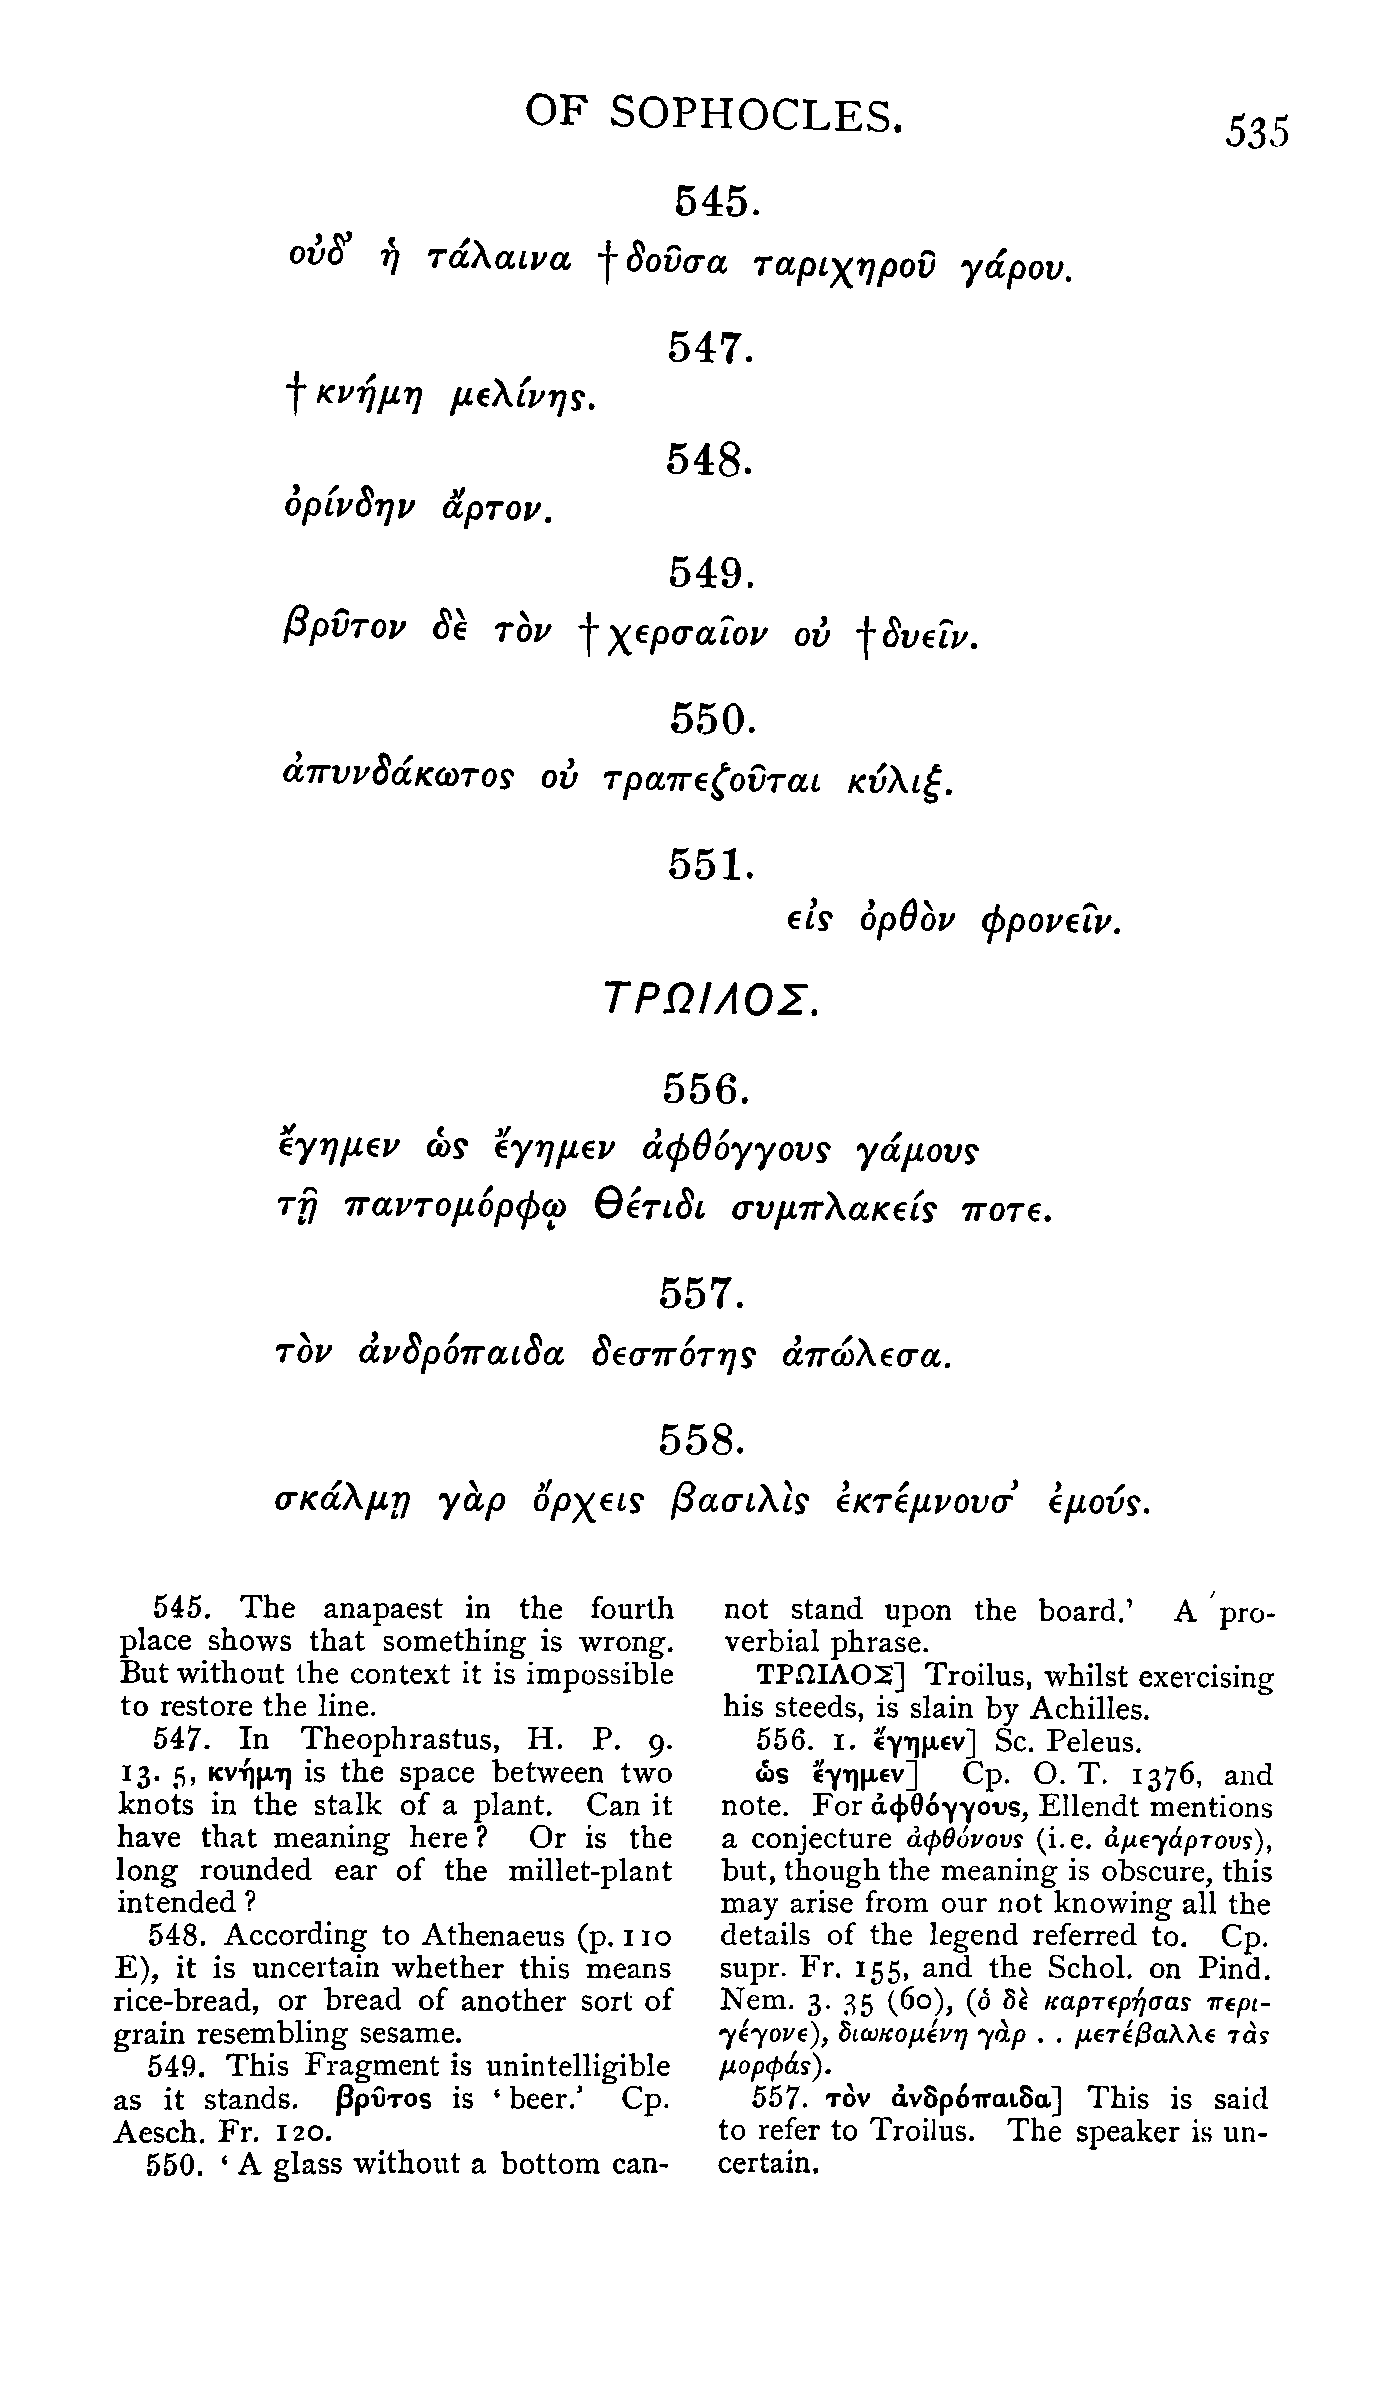 OF SOPHOCLES.
535
545.
οὐδ’ ἡ τάλαινα †δοῦσα ταριχηροῦ γάρου.
547.
†κνήμη μελίνης.
548.
ὀρίνδην ἄρτον.
549.
βρῦτον δὲ τὸν †χερσαῖον οὐ †δυεῖν.
550.
ἀπυνδάκωτος οὐ τραπεζοῦται κύλιξ.
551.
εἰς ὀρθὸν φρονεῖν.
ΤΡΩΙΛΟΣ.
556.
ἔγημεν ὡς ἔγημεν ἀφθόγγους γάμους
τῇ παντομόρφῳ Θέτιδι συμπλακείς ποτε.
557.
τὸν ἀνδρόπαιδα δεσπότης ἀπώλεσα.
558.
σκάλμῃ γὰρ ὄρχεις βασιλὶς ἐκτέμνουσ’ ἐμούς.
545. The anapaest in the fourth
place shows that something is wrong.
But without the context it is impossible
to restore the line.
547. In Theophrastus, H. P. 9.
13. 5, κνήμη is the space between two
knots in the stalk of a plant. Can it
have that meaning here? Or is the
long rounded ear of the millet-plant
intended?
548. According to Athenaeus (p. 110
E), it is uncertain whether this means
rice-bread, or bread of another sort of
grain resembling sesame.
549. This Fragment is unintelligible
as it stands. βρῦτος is ‘beer.’ Cp.
Aesch. Fr. 120.
550. ‘A glass without a bottom can-
not stand upon the board.’ A pro-
verbial phrase.
ΤΡΩΙΛΟΣ] Troilus, whilst exercising
his steeds, is slain by Achilles.
556. 1. ἔγημεν] Sc. Peleus.
ὡς ἔγημεν] Cp. O. T. 1376, and
note. For ἀφθόγγους, Ellendt mentions
a conjecture ἀφθόνους (i.e. ἀμεγάρτους),
but, though the meaning is obscure, this
may arise from our not knowing all the
details of the legend referred to. Cp.
supr. Fr. 155, and the Schol. on Pind.
Nem. 3. 35 (60), (ὁ δὲ καρτερήσας περι-
γέγονε), διωκομένη γὰρ . . μετέβαλλε τὰς
μορφάς).
557. τὸν ἀνδρόπαιδα] This is said
to refer to Troilus. The speaker is un-
certain.